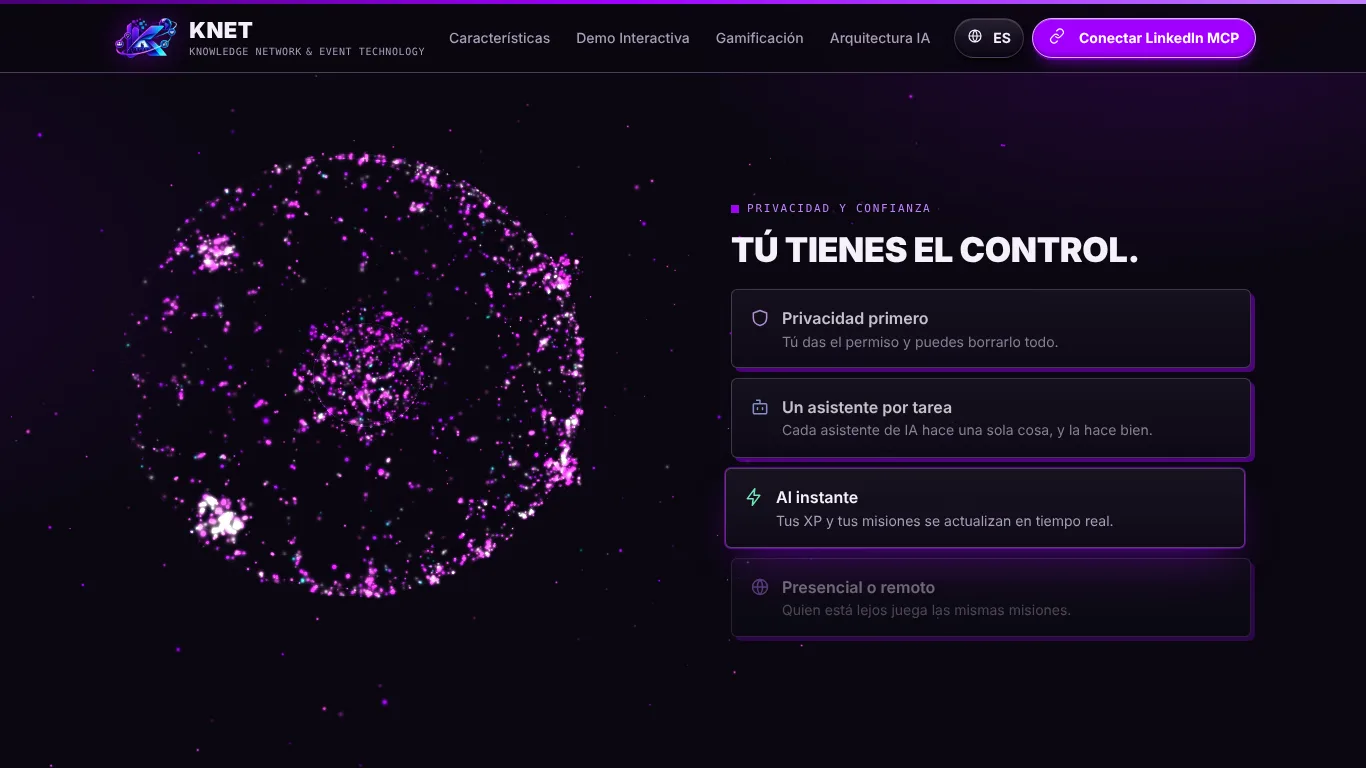 KNET
KNOWLEDGE NETWORK & EVENT TECHNOLOGY
Características
Demo Interactiva
Gamificación
Arquitectura IA
ES
Conectar LinkedIn MCP
PRIVACIDAD Y CONFIANZA
TÚ TIENES EL CONTROL.
Privacidad primero
Tú das el permiso y puedes borrarlo todo.
Un asistente por tarea
Cada asistente de IA hace una sola cosa, y la hace bien.
Al instante
Tus XP y tus misiones se actualizan en tiempo real.
Presencial o remoto
Quien está lejos juega las mismas misiones.